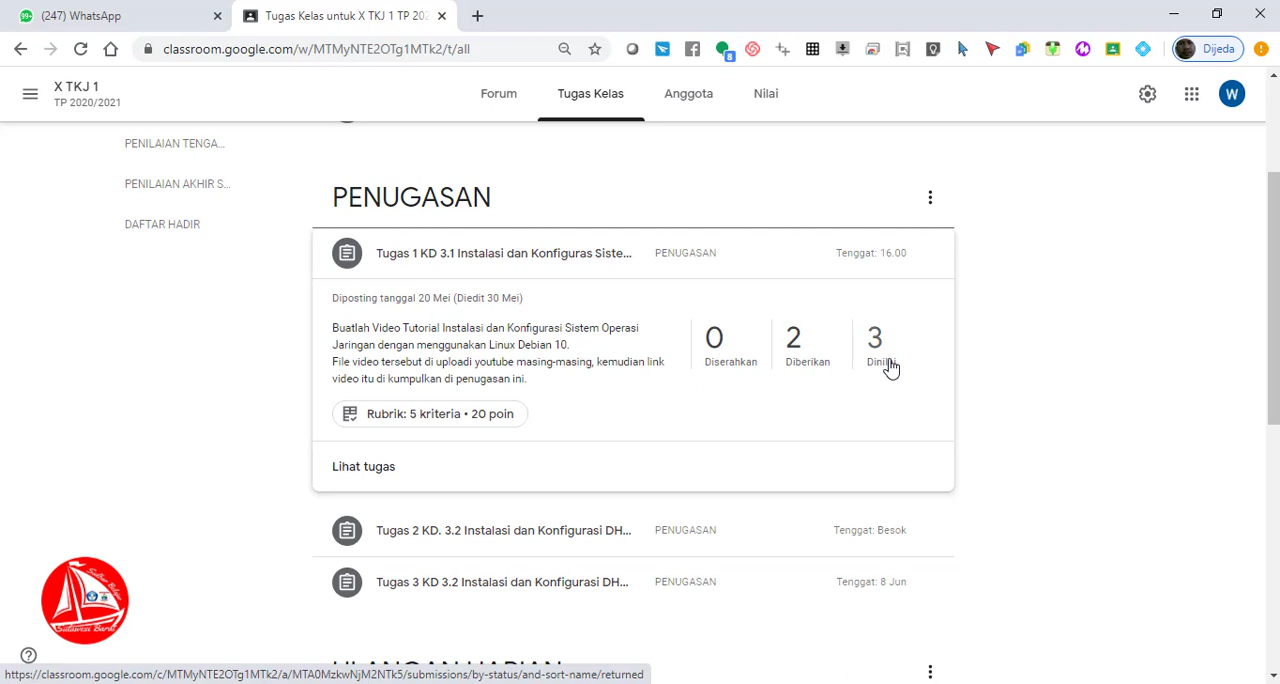 (247) WhatsApp
Tugas Kelas untuk X TKJ 1 TP 202
classroom.google.com/w/MTMyNTE2OTg1MTk2/t/all
8
Dijeda
X TKJ 1
TP 2020/2021
Forum
Tugas Kelas
Anggota
Nilai
W
PENILAIAN TENGA...
PENILAIAN AKHIR S...
DAFTAR HADIR
PENUGASAN
Tugas 1 KD 3.1 Instalasi dan Konfiguras Siste...
PENUGASAN
Tenggat: 16.00
Diposting tanggal 20 Mei (Diedit 30 Mei)
Buatlah Video Tutorial Instalasi dan Konfigurasi Sistem Operasi
Jaringan dengan menggunakan Linux Debian 10.
File video tersebut di uploadi youtube masing-masing, kemudian link
video itu di kumpulkan di penugasan ini.
0
Diserahkan
2
Diberikan
3
Dinilai
Rubrik: 5 kriteria • 20 poin
Lihat tugas
Tugas 2 KD. 3.2 Instalasi dan Konfigurasi DH...
PENUGASAN
Tenggat: Besok
Tugas 3 KD 3.2 Instalasi dan Konfigurasi DH...
PENUGASAN
Tenggat: 8 Jun
Sulawesi Barat
ULANGAN HARIAN
https://classroom.google.com/c/MTMyNTE2OTg1MTk2/a/MTA0MzkwNjM2NTk5/submissions/by-status/and-sort-name/returned